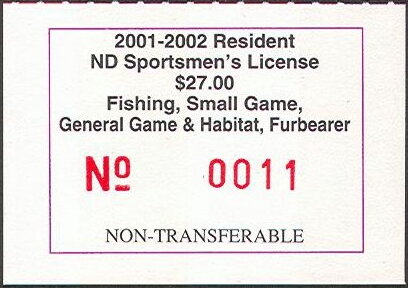 2001-2002 Resident
ND Sportsmen's License
$27.00
Fishing, Small Game,
General Game & Habitat, Furbearer
Nº 0011
NON-TRANSFERABLE